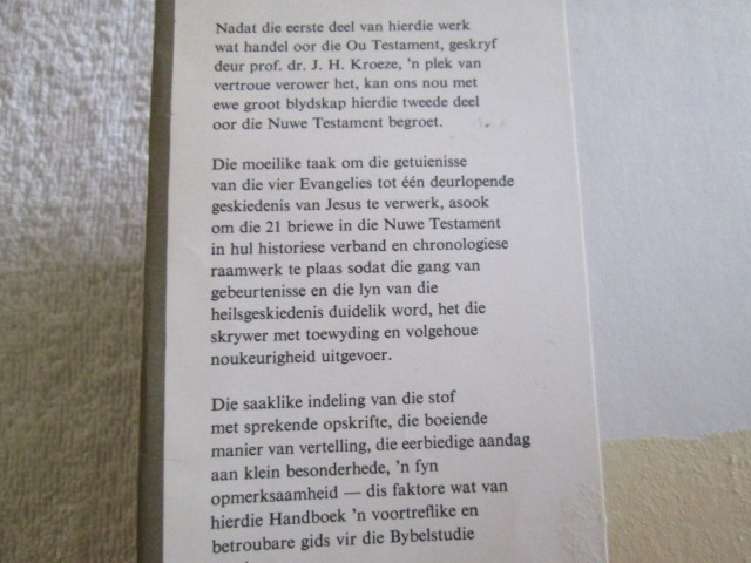 Nadat die eerste deel van hierdie werk
wat handel oor die Ou Testament, geskryf
deur prof. dr. J. H. Kroeze, ’n plek van
vertroue verower het, kan ons nou met
ewe groot blydskap hierdie tweede deel
oor die Nuwe Testament begroet.
Die moeilike taak om die getuienisse
van die vier Evangelies tot één deurlopende
geskiedenis van Jesus te verwerk, asook
om die 21 briewe in die Nuwe Testament
in hul historiese verband en chronologiese
raamwerk te plaas sodat die gang van
gebeurtenisse en die lyn van die
heilsgeskiedenis duidelik word, het die
skrywer met toewyding en volgehoue
noukeurigheid uitgevoer.
Die saaklike indeling van die stof
met sprekende opskrifte, die boeiende
manier van vertelling, die eerbiedige aandag
aan klein besonderhede, ’n fyn
opmerksaamheid — dis faktore wat van
hierdie Handboek ’n voortreflike en
betroubare gids vir die Bybelstudie